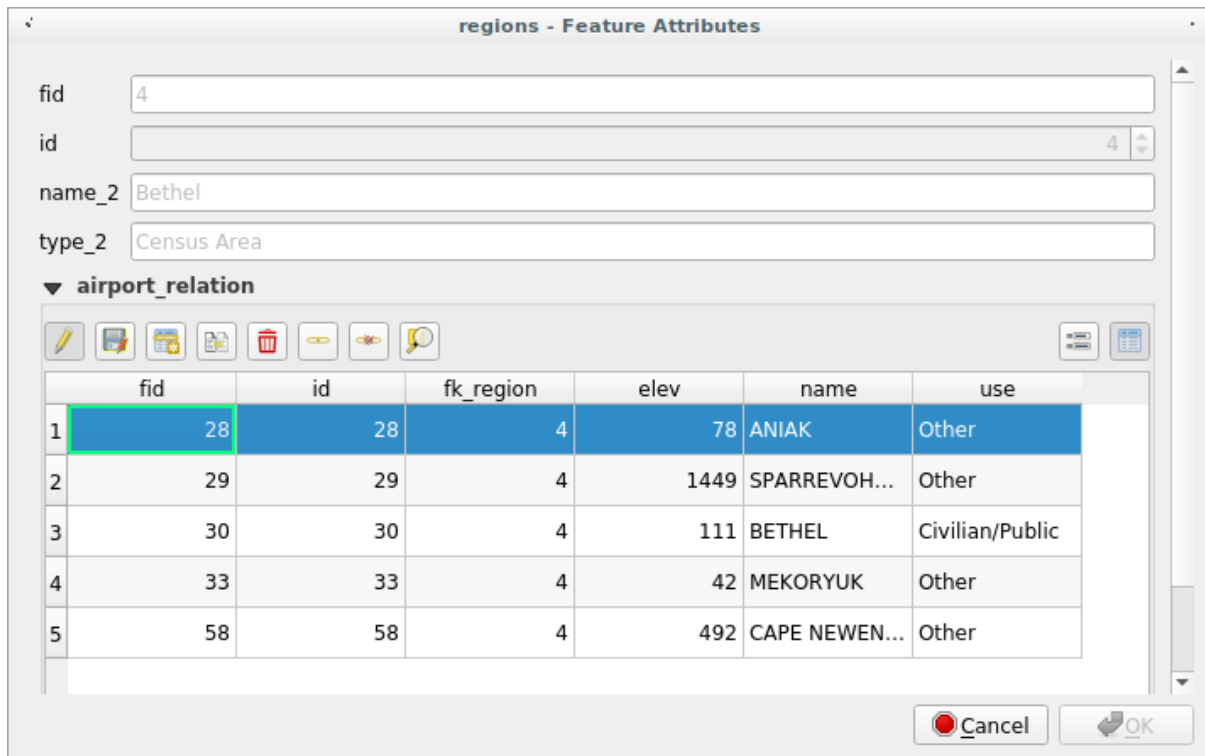 regions - Feature Attributes
fid 4
id 4
name_2 Bethel
type_2 Census Area
airport_relation
fid id fk_region elev name use
1 28 28 4 78 ANIAK Other
2 29 29 4 1449 SPARREVOH... Other
3 30 30 4 111 BETHEL Civilian/Public
4 33 33 4 42 MEKORYUK Other
5 58 58 4 492 CAPE NEWEN... Other
Cancel OK